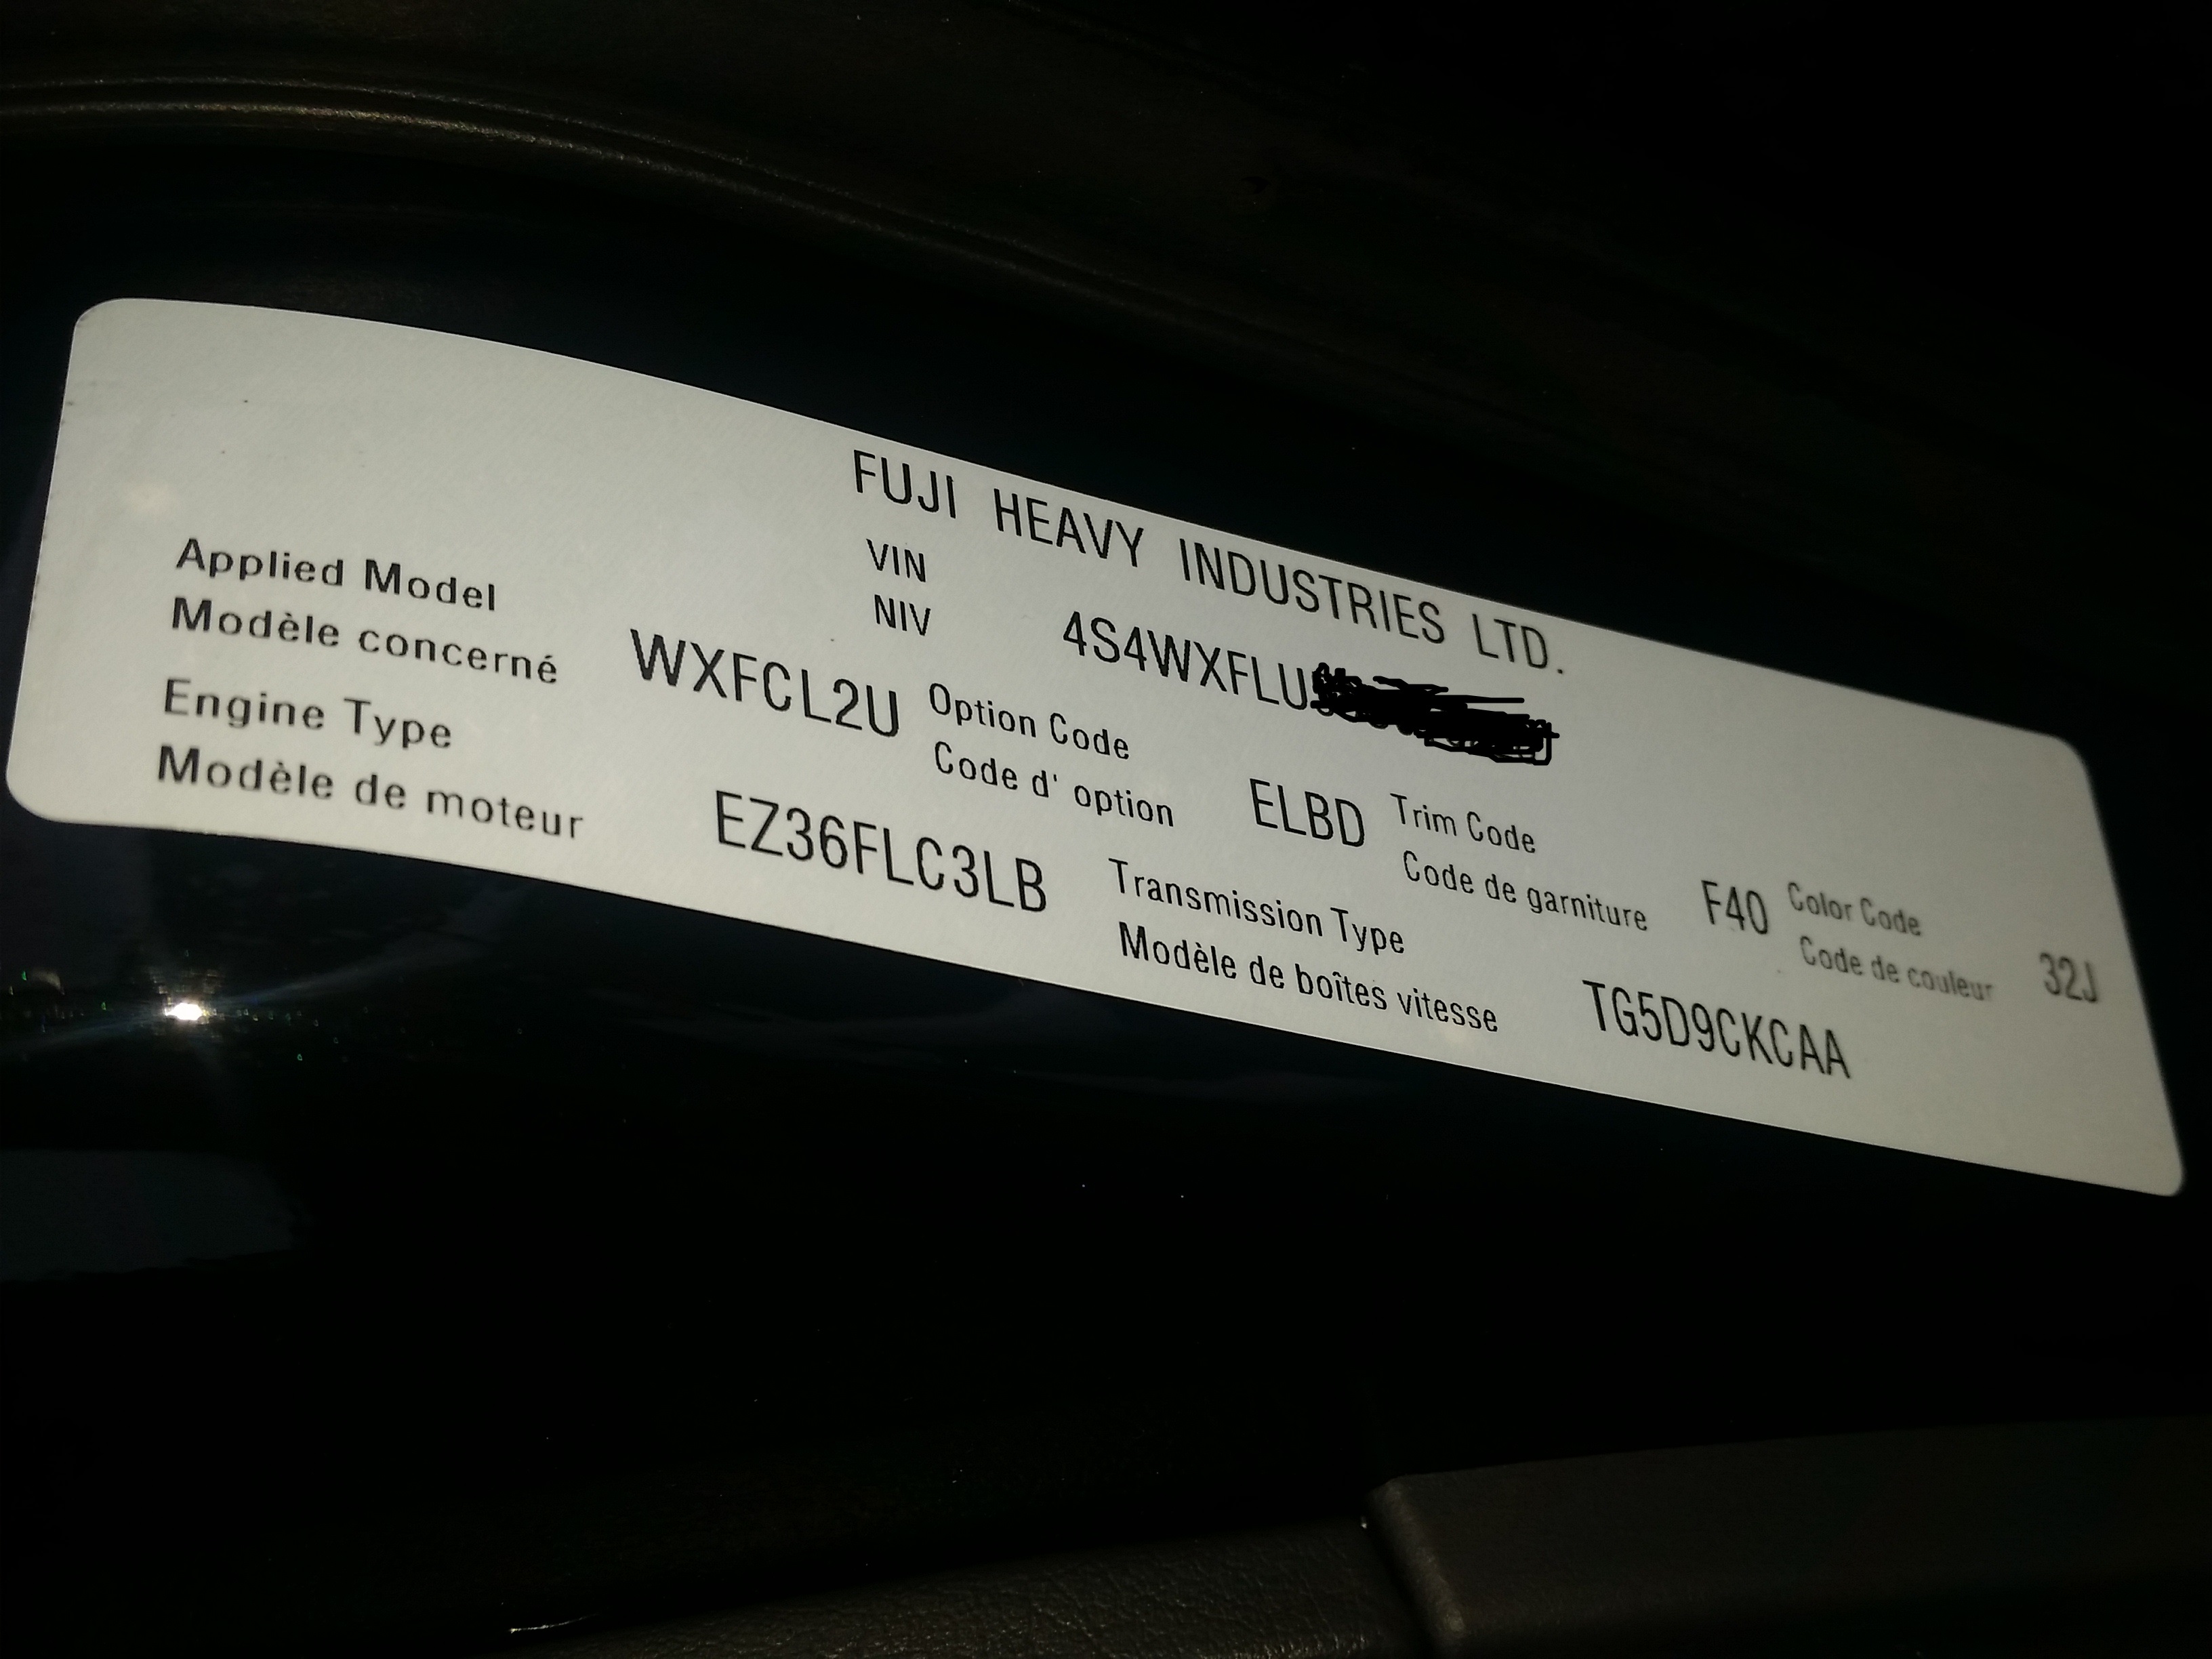 FUJI HEAVY INDUSTRIES LTD.
VIN
NIV 4S4WXFLU
Applied Model
Modèle concerné WXFCL2U
Option Code
Code d' option ELBD
Trim Code
Code de garniture F40
Color Code
Code de couleur 32J
Engine Type
Modèle de moteur EZ36FLC3LB
Transmission Type
Modèle de boîtes vitesse TG5D9CKCAA